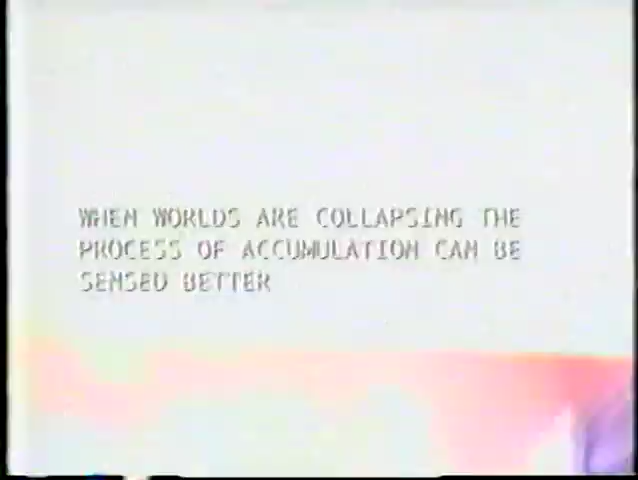 WHEN WORLDS ARE COLLAPSING THE
PROCESS OF ACCUMULATION CAN BE
SENSED BETTER